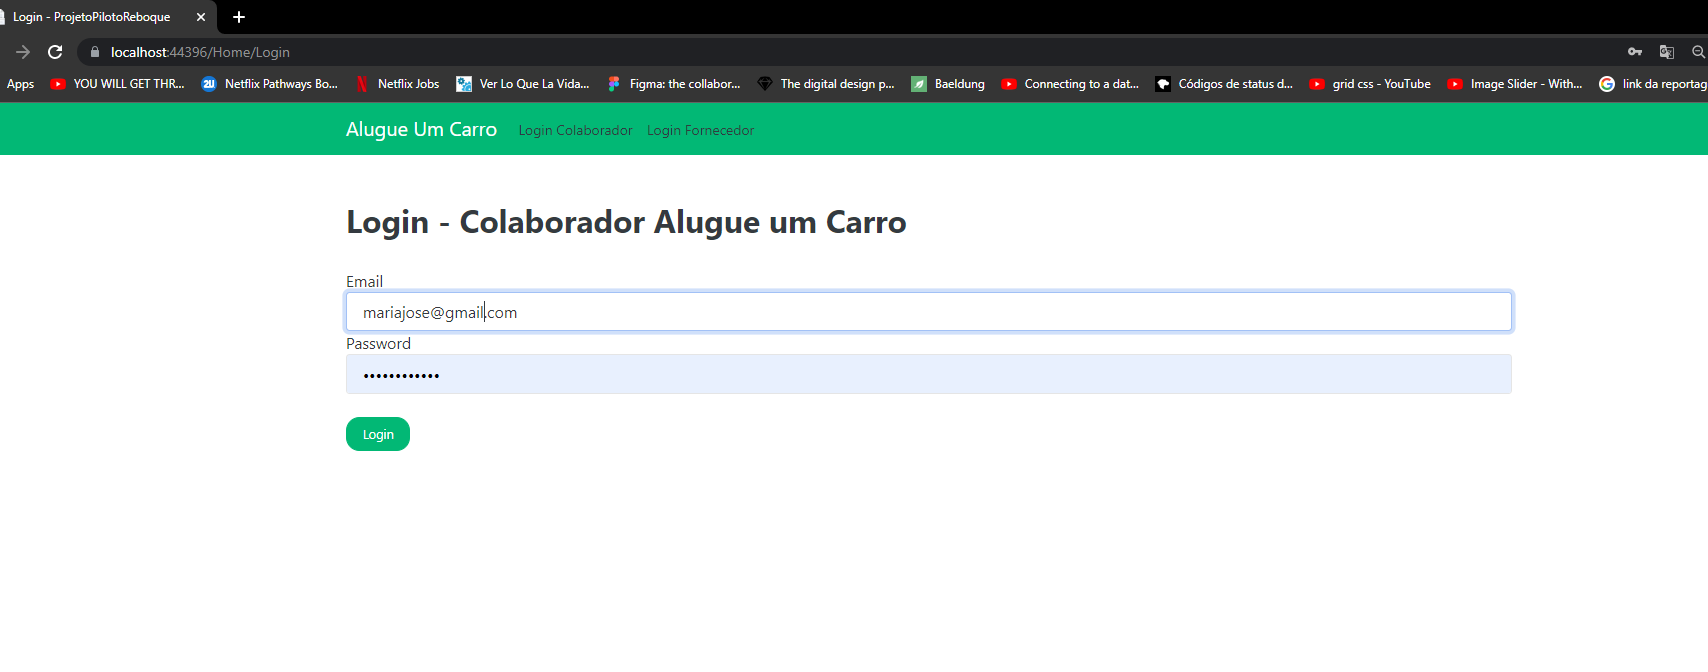 Login - ProjetoPilotoReboque
localhost:44396/Home/Login
Apps YOU WILL GET THR... 2U Netflix Pathways Bo... Netflix Jobs Ver Lo Que La Vida... Figma: the collabor... The digital design p... Baeldung Connecting to a dat... Códigos de status d... grid css - YouTube Image Slider - With... link da reportag
Alugue Um Carro Login Colaborador Login Fornecedor
Login - Colaborador Alugue um Carro
Email
mariajose@gmail.com
Password
••••••••••••
Login